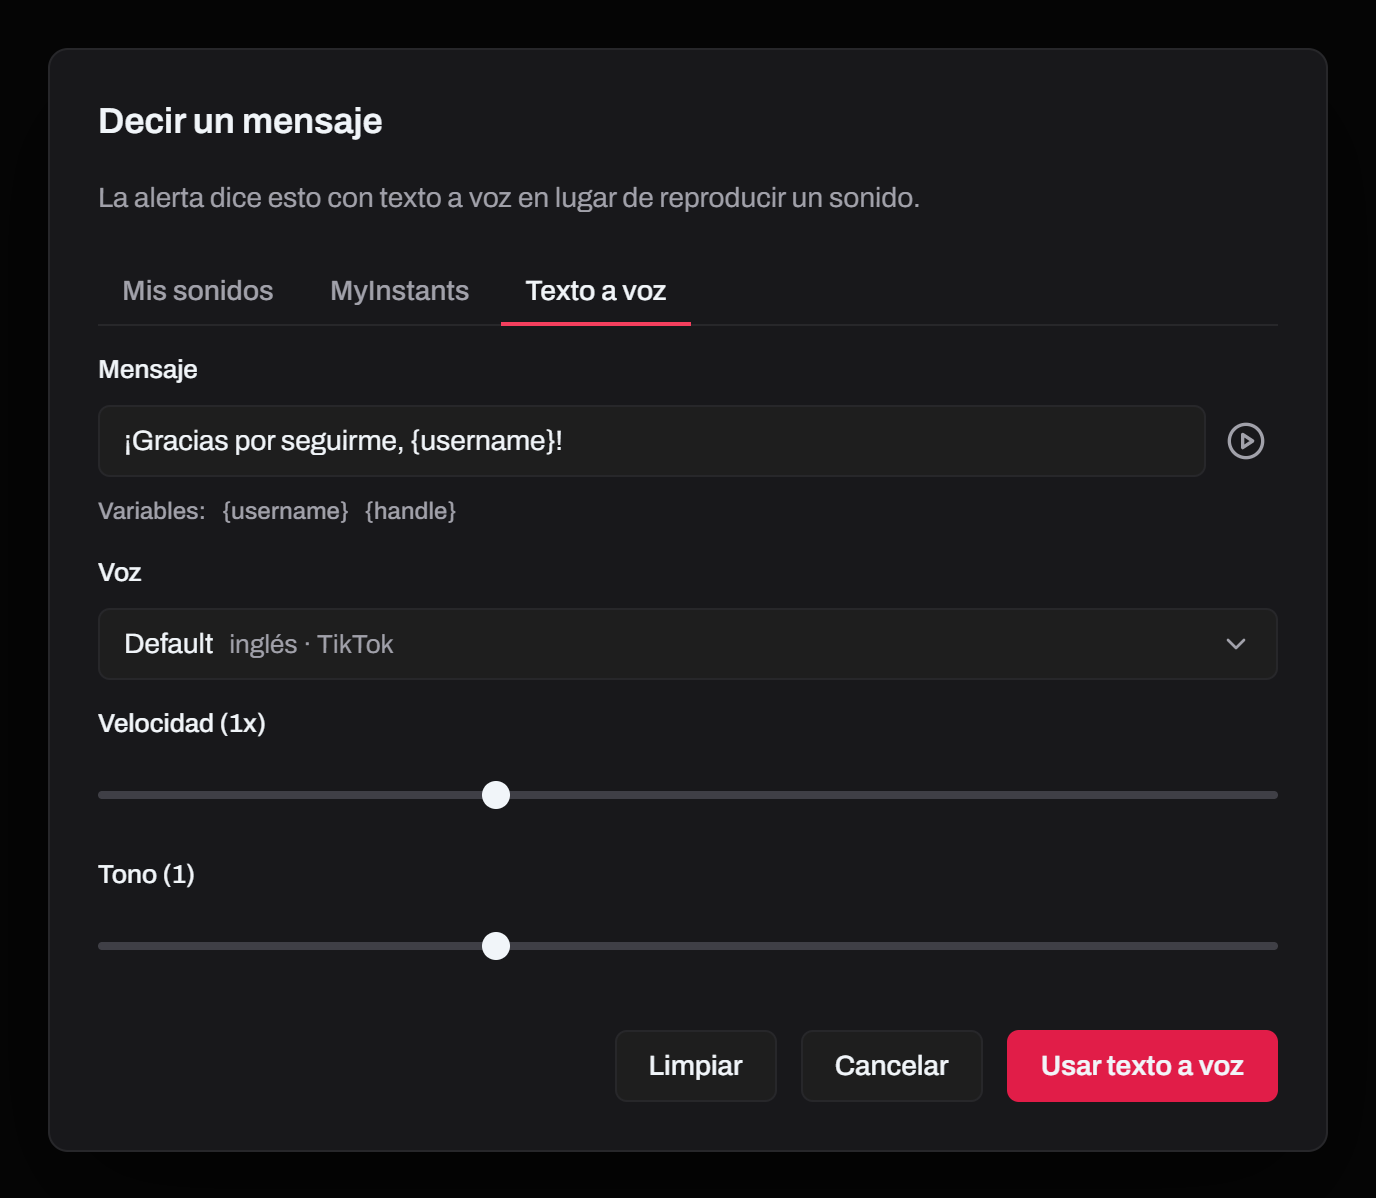 Decir un mensaje
La alerta dice esto con texto a voz en lugar de reproducir un sonido.
Mis sonidos MyInstants Texto a voz
Mensaje
¡Gracias por seguirme, {username}!
Variables: {username} {handle}
Voz
Default inglés · TikTok
Velocidad (1x)
Tono (1)
Limpiar Cancelar Usar texto a voz